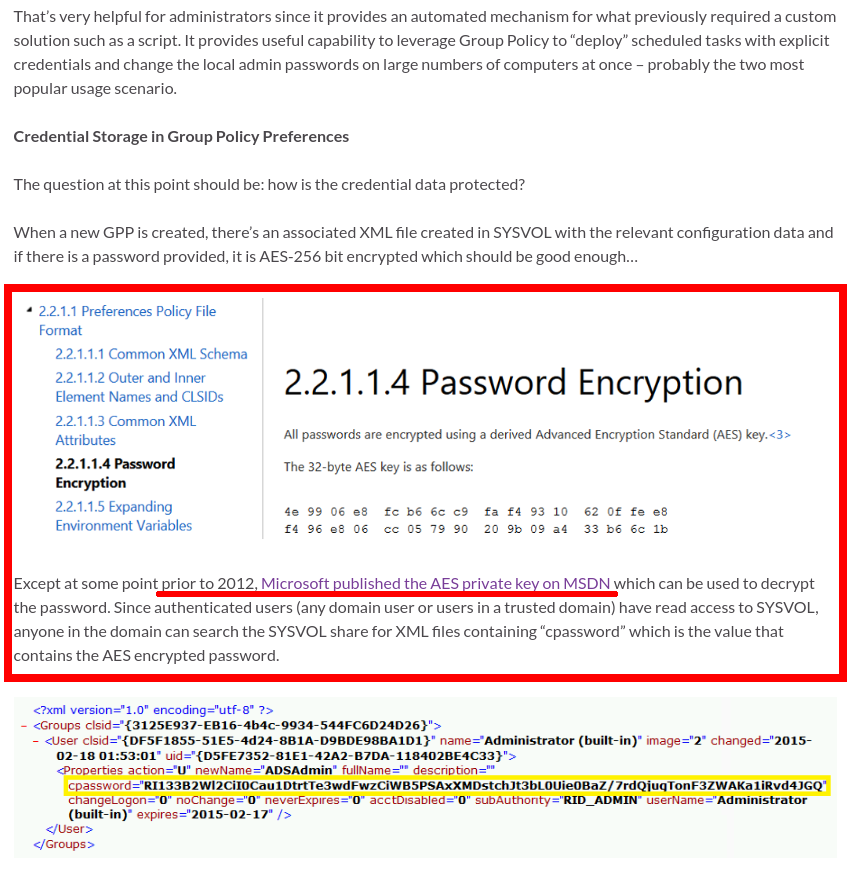 That’s very helpful for administrators since it provides an automated mechanism for what previously required a custom
solution such as a script. It provides useful capability to leverage Group Policy to “deploy” scheduled tasks with explicit
credentials and change the local admin passwords on large numbers of computers at once – probably the two most
popular usage scenario.
Credential Storage in Group Policy Preferences
The question at this point should be: how is the credential data protected?
When a new GPP is created, there’s an associated XML file created in SYSVOL with the relevant configuration data and
if there is a password provided, it is AES-256 bit encrypted which should be good enough…
2.2.1.1 Preferences Policy File
Format
2.2.1.1.1 Common XML Schema
2.2.1.1.2 Outer and Inner
Element Names and CLSIDs
2.2.1.1.3 Common XML
Attributes
2.2.1.1.4 Password
Encryption
2.2.1.1.5 Expanding
Environment Variables
2.2.1.1.4 Password Encryption
All passwords are encrypted using a derived Advanced Encryption Standard (AES) key.<3>
The 32-byte AES key is as follows:
4e 99 06 e8 fc b6 6c c9 fa f4 93 10 62 0f fe e8
f4 96 e8 06 cc 05 79 90 20 9b 09 a4 33 b6 6c 1b
Except at some point prior to 2012, Microsoft published the AES private key on MSDN which can be used to decrypt
the password. Since authenticated users (any domain user or users in a trusted domain) have read access to SYSVOL,
anyone in the domain can search the SYSVOL share for XML files containing “cpassword” which is the value that
contains the AES encrypted password.
<?xml version="1.0" encoding="utf-8" ?>
– <Groups clsid="{3125E937-EB16-4b4c-9934-544FC6D24D26}">
– <User clsid="{DF5F1855-51E5-4d24-8B1A-D9BDE98BA1D1}" name="Administrator (built-in)" image="2" changed="2015-
02-18 01:53:01" uid="{D5FE7352-81E1-42A2-B7DA-118402BE4C33}">
<Properties action="U" newName="ADSAdmin" fullName="" description=""
cpassword="RI133B2Wl2CiI0Cau1DtrtTe3wdFwzCiWB5PSAxXMDstchJt3bL0Uie0BaZ/7rdQjugTonF3ZWAKa1iRvd4JGQ"
changeLogon="0" noChange="0" neverExpires="0" acctDisabled="0" subAuthority="RID_ADMIN" userName="Administrator
(built-in)" expires="2015-02-17" />
</User>
</Groups>